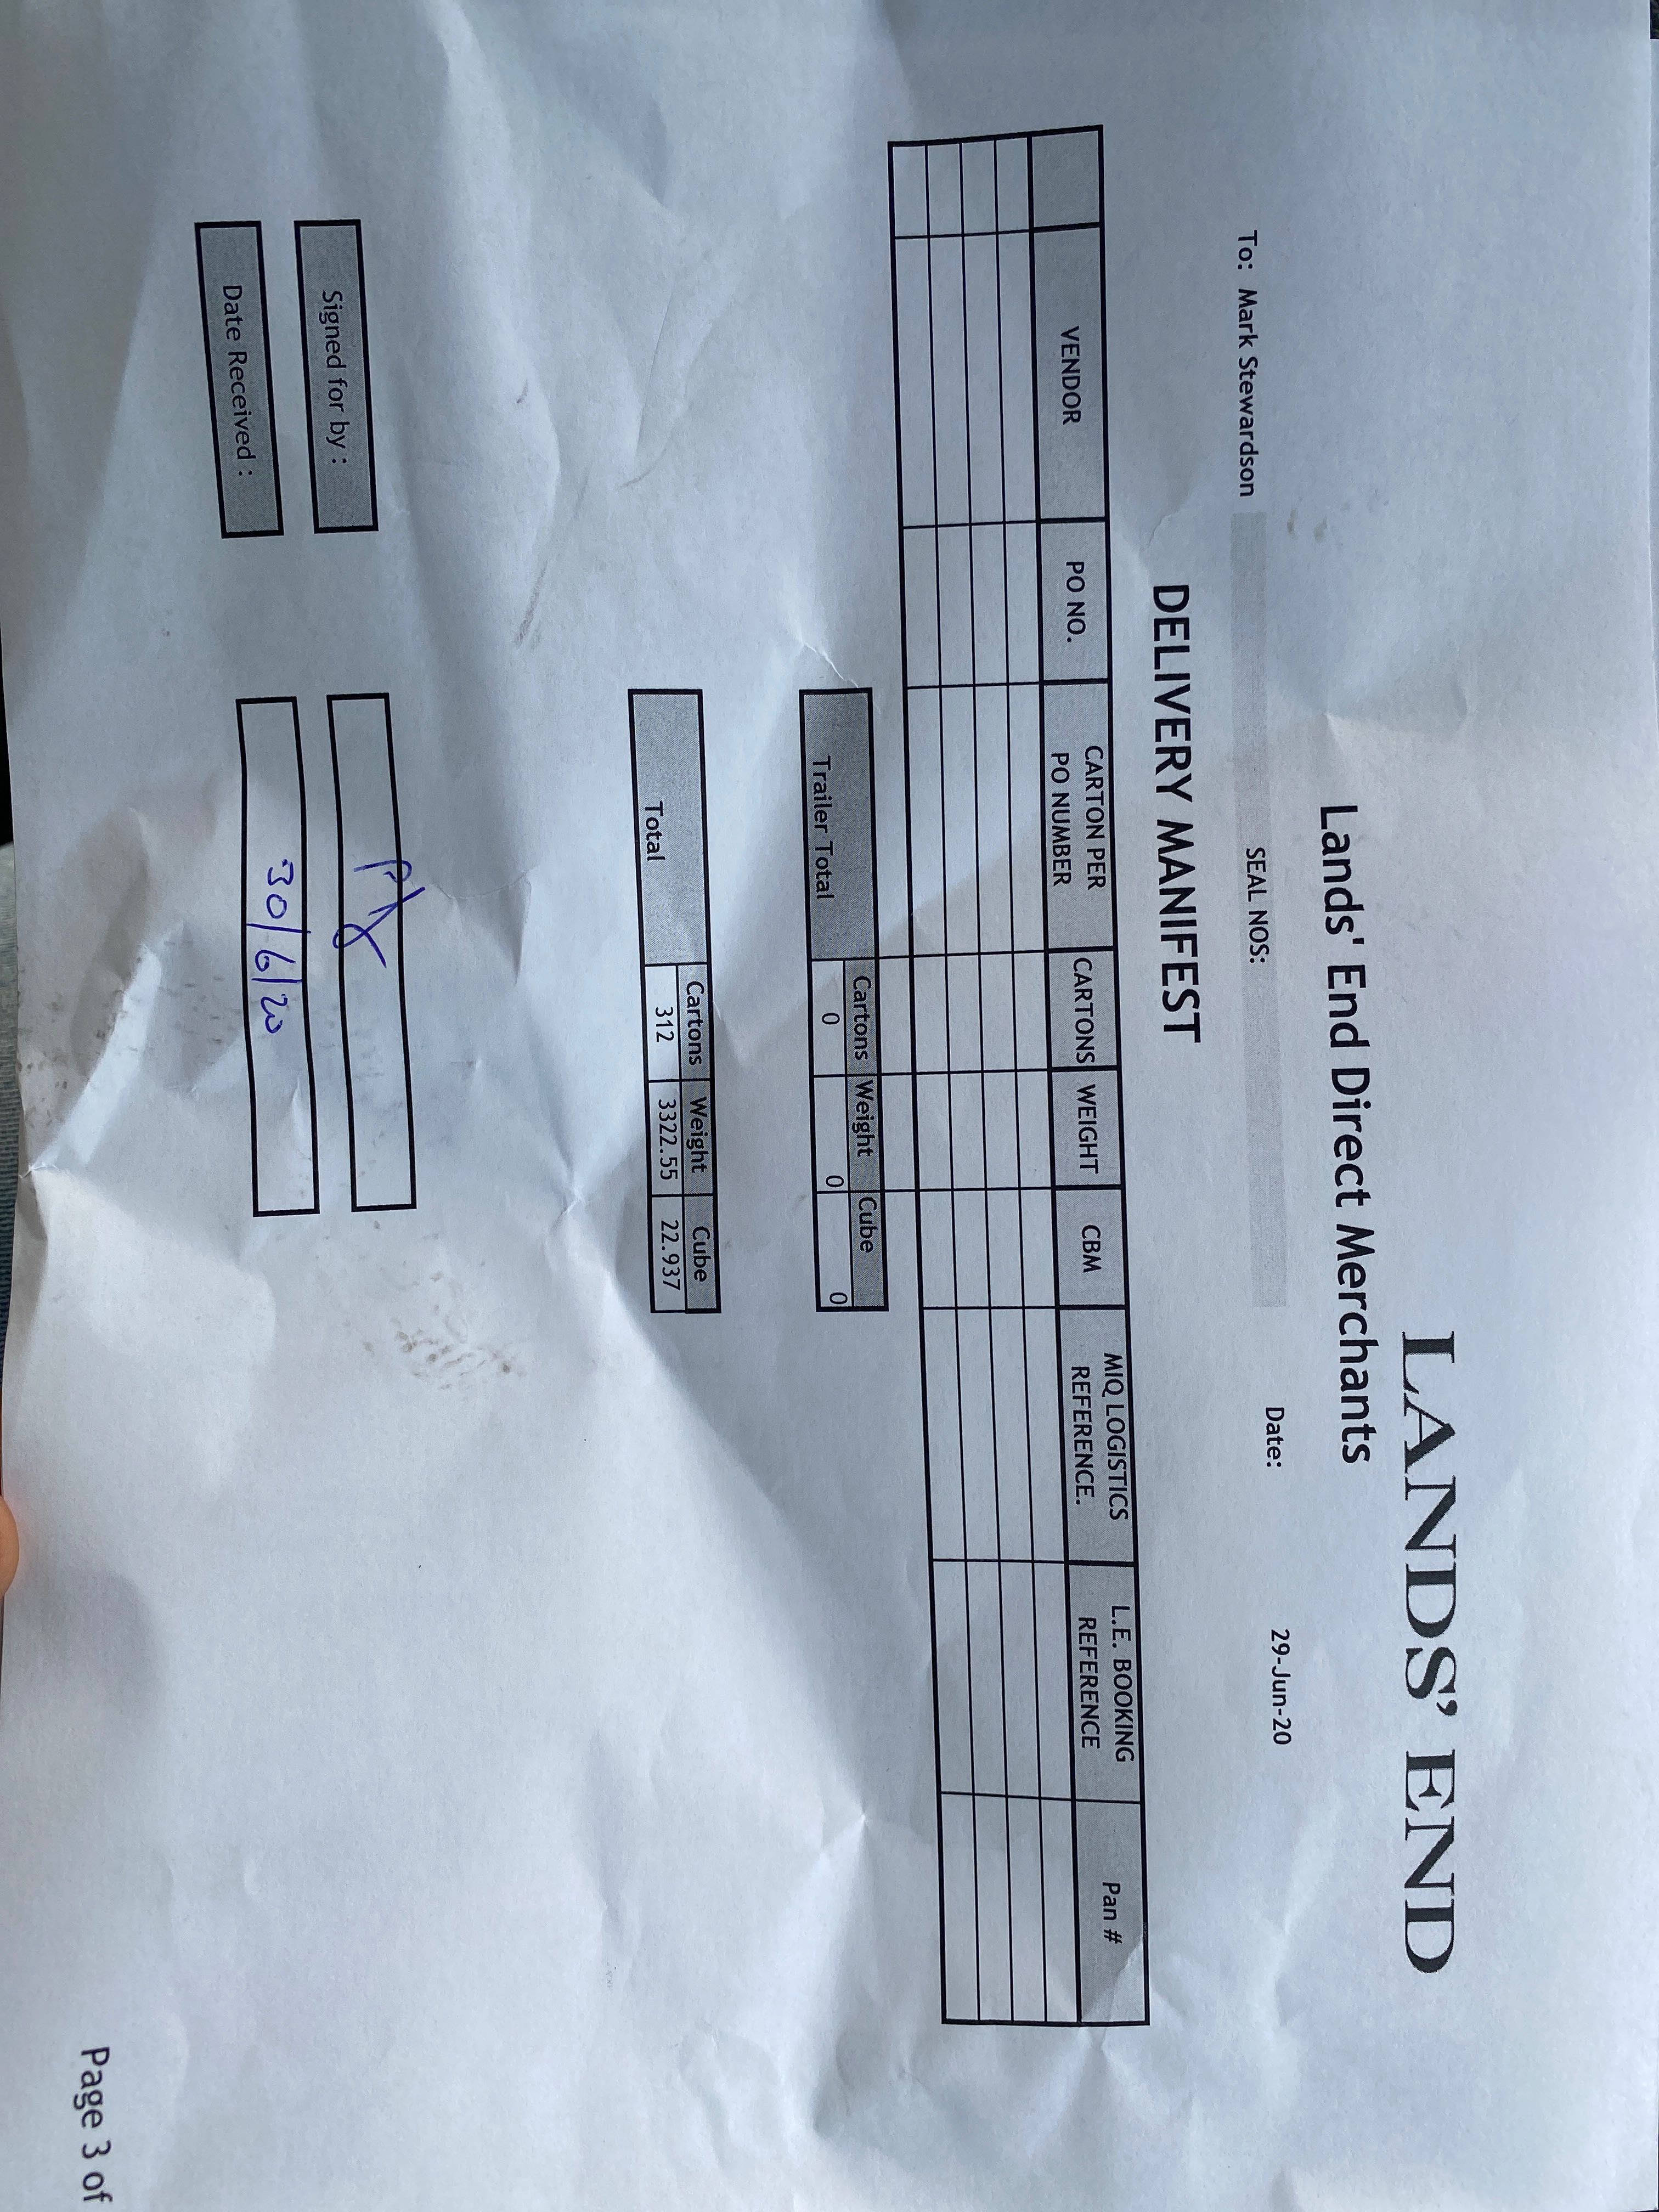 LANDS' END
Lands' End Direct Merchants
To: Mark Stewardson SEAL NOS: Date: 29-Jun-20
DELIVERY MANIFEST
VENDOR PO NO. CARTON PER PO NUMBER CARTONS WEIGHT CBM MIQ LOGISTICS REFERENCE. L.E. BOOKING REFERENCE Pan #
Cartons Weight Cube
Trailer Total 0 0 0
Cartons Weight Cube
Total 312 3322.55 22.937
Signed for by :
Date Received : 30/6/20
Page 3 of